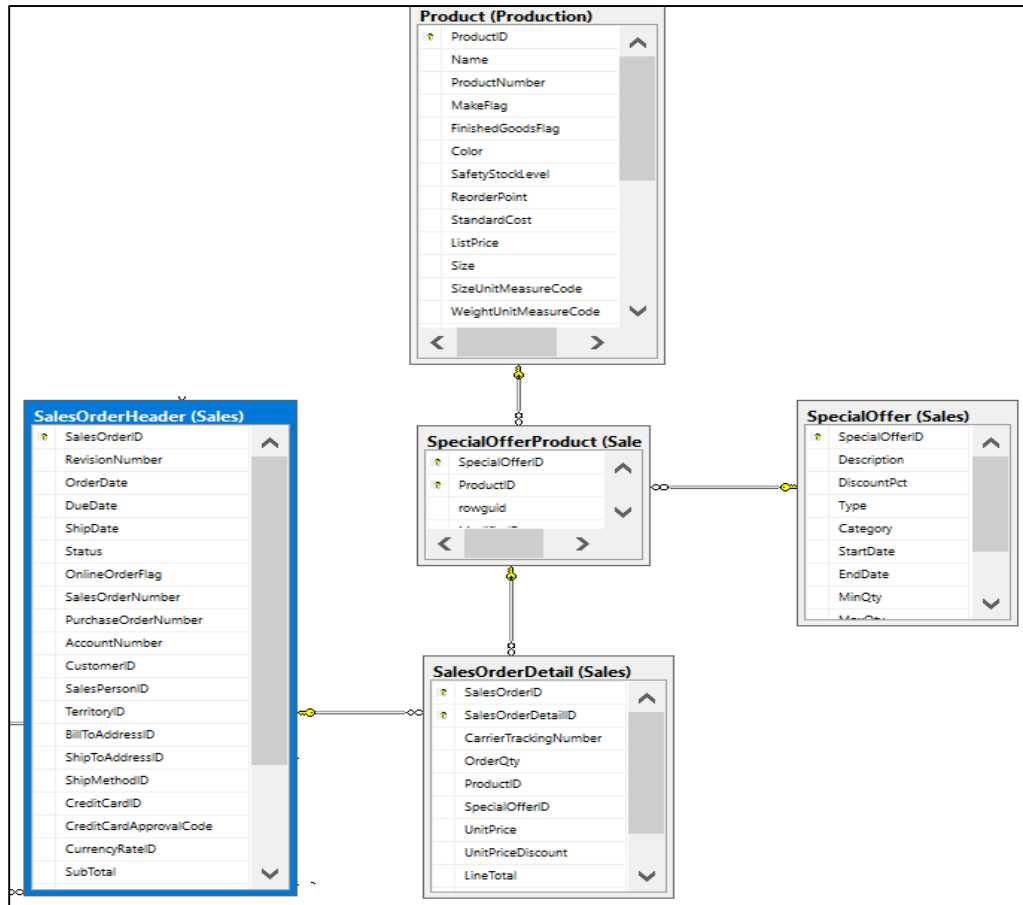 Product (Production)
ProductID
Name
ProductNumber
MakeFlag
FinishedGoodsFlag
Color
SafetyStockLevel
ReorderPoint
StandardCost
ListPrice
Size
SizeUnitMeasureCode
WeightUnitMeasureCode
SalesOrderHeader (Sales)
SalesOrderID
RevisionNumber
OrderDate
DueDate
ShipDate
Status
OnlineOrderFlag
SalesOrderNumber
PurchaseOrderNumber
AccountNumber
CustomerID
SalesPersonID
TerritoryID
BillToAddressID
ShipToAddressID
ShipMethodID
CreditCardID
CreditCardApprovalCode
CurrencyRateID
SubTotal
SpecialOfferProduct (Sale
SpecialOfferID
ProductID
rowguid
SpecialOffer (Sales)
SpecialOfferID
Description
DiscountPct
Type
Category
StartDate
EndDate
MinQty
MaxQty
SalesOrderDetail (Sales)
SalesOrderID
SalesOrderDetailID
CarrierTrackingNumber
OrderQty
ProductID
SpecialOfferID
UnitPrice
UnitPriceDiscount
LineTotal